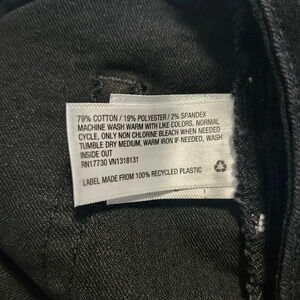 79% COTTON / 19% POLYESTER / 2% SPANDEX
MACHINE WASH WARM WITH LIKE COLORS, NORMAL
CYCLE, ONLY NON CHLORINE BLEACH WHEN NEEDED
TUMBLE DRY MEDIUM, WARM IRON IF NEEDED, WASH
INSIDE OUT
RN17730 VN1318131
LABEL MADE FROM 100% RECYCLED PLASTIC